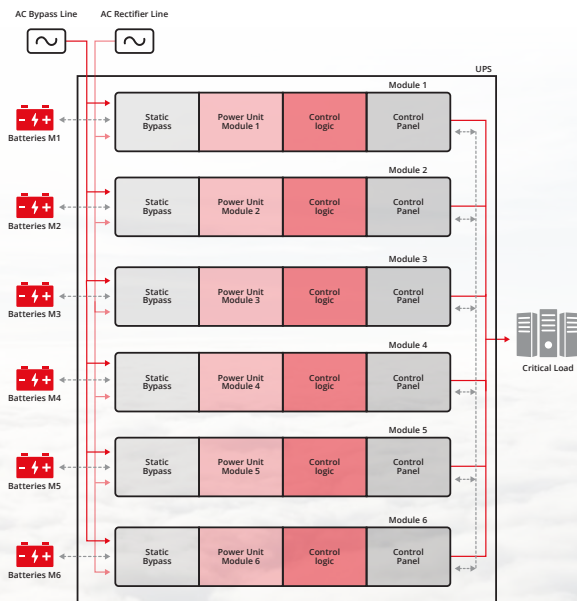 AC Bypass Line
AC Rectifier Line
UPS
Module 1
Batteries M1
Static
Bypass
Power Unit
Module 1
Control
logic
Control
Panel
Module 2
Batteries M2
Static
Bypass
Power Unit
Module 2
Control
logic
Control
Panel
Module 3
Batteries M3
Static
Bypass
Power Unit
Module 3
Control
logic
Control
Panel
Critical Load
Module 4
Batteries M4
Static
Bypass
Power Unit
Module 4
Control
logic
Control
Panel
Module 5
Batteries M5
Static
Bypass
Power Unit
Module 5
Control
logic
Control
Panel
Module 6
Batteries M6
Static
Bypass
Power Unit
Module 6
Control
logic
Control
Panel